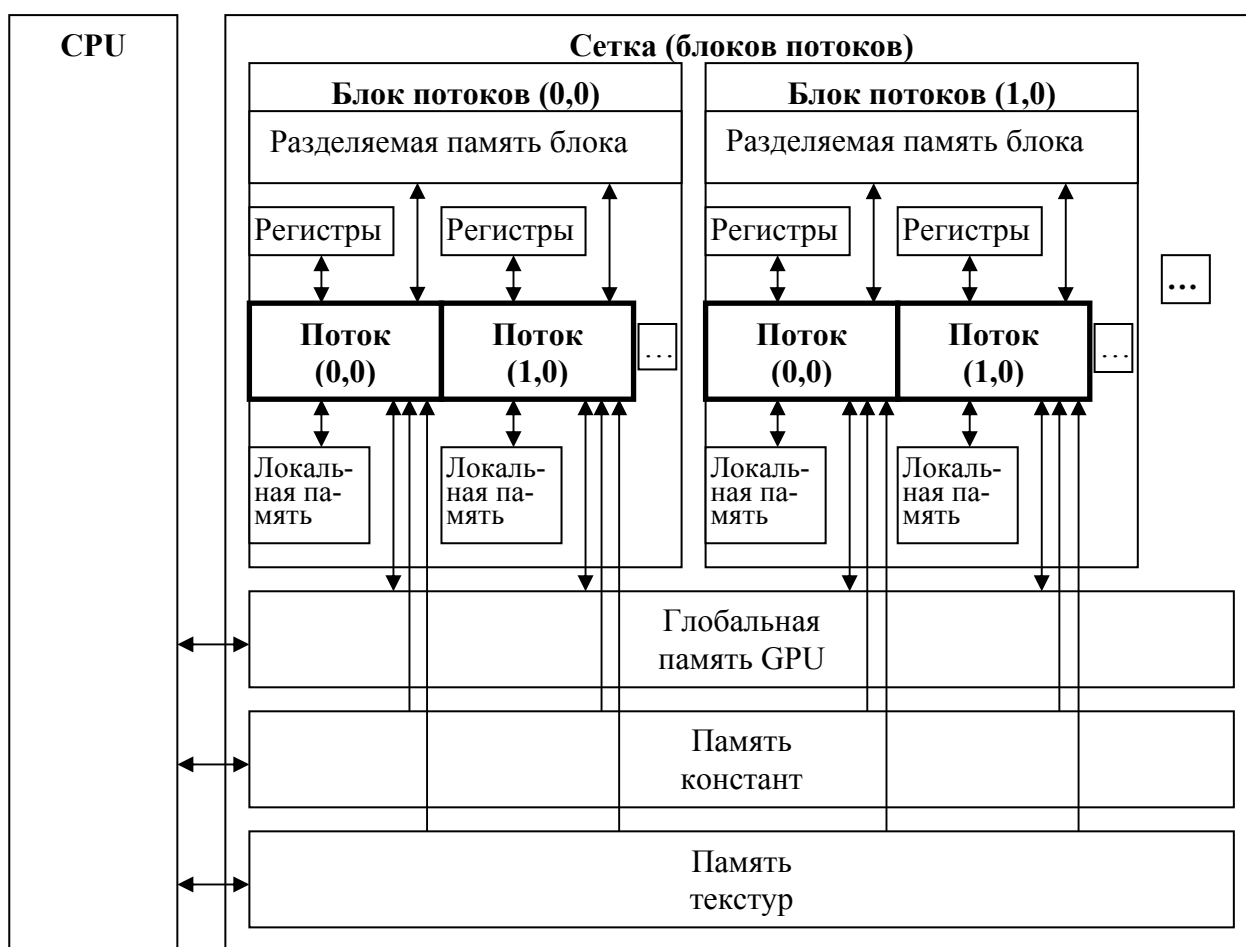 CPU
Сетка (блоков потоков)
Блок потоков (0,0)
Разделяемая память блока
Регистры
Регистры
Поток
(0,0)
Поток
(1,0)
…
Локаль-
ная па-
мять
Локаль-
ная па-
мять
Блок потоков (1,0)
Разделяемая память блока
Регистры
Регистры
Поток
(0,0)
Поток
(1,0)
…
Локаль-
ная па-
мять
Локаль-
ная па-
мять
…
Глобальная
память GPU
Память
констант
Память
текстур